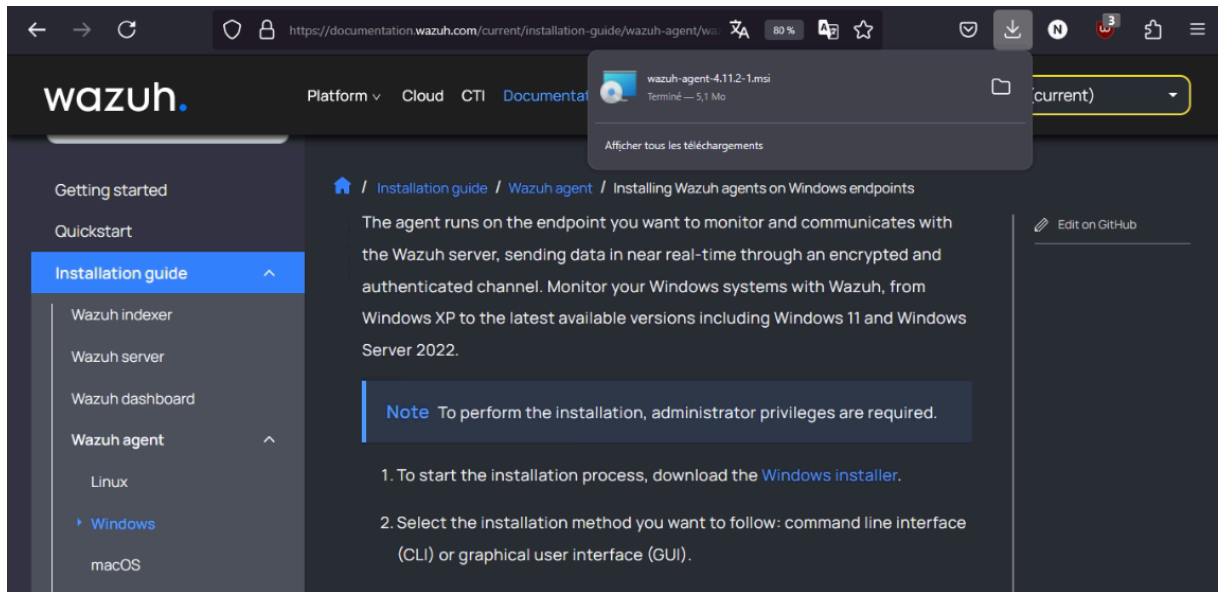 https://documentation.wazuh.com/current/installation-guide/wazuh-agent/wa
80 %
N
3
wazuh-agent-4.11.2-1.msi
Terminé — 5,1 Mo
Afficher tous les téléchargements
wazuh.
Platform
Cloud
CTI
Documentat
(current)
Getting started
Quickstart
Installation guide
Wazuh indexer
Wazuh server
Wazuh dashboard
Wazuh agent
Linux
Windows
macOS
/ Installation guide / Wazuh agent / Installing Wazuh agents on Windows endpoints
The agent runs on the endpoint you want to monitor and communicates with
the Wazuh server, sending data in near real-time through an encrypted and
authenticated channel. Monitor your Windows systems with Wazuh, from
Windows XP to the latest available versions including Windows 11 and Windows
Server 2022.
Note To perform the installation, administrator privileges are required.
1. To start the installation process, download the Windows installer.
2. Select the installation method you want to follow: command line interface
(CLI) or graphical user interface (GUI).
Edit on GitHub